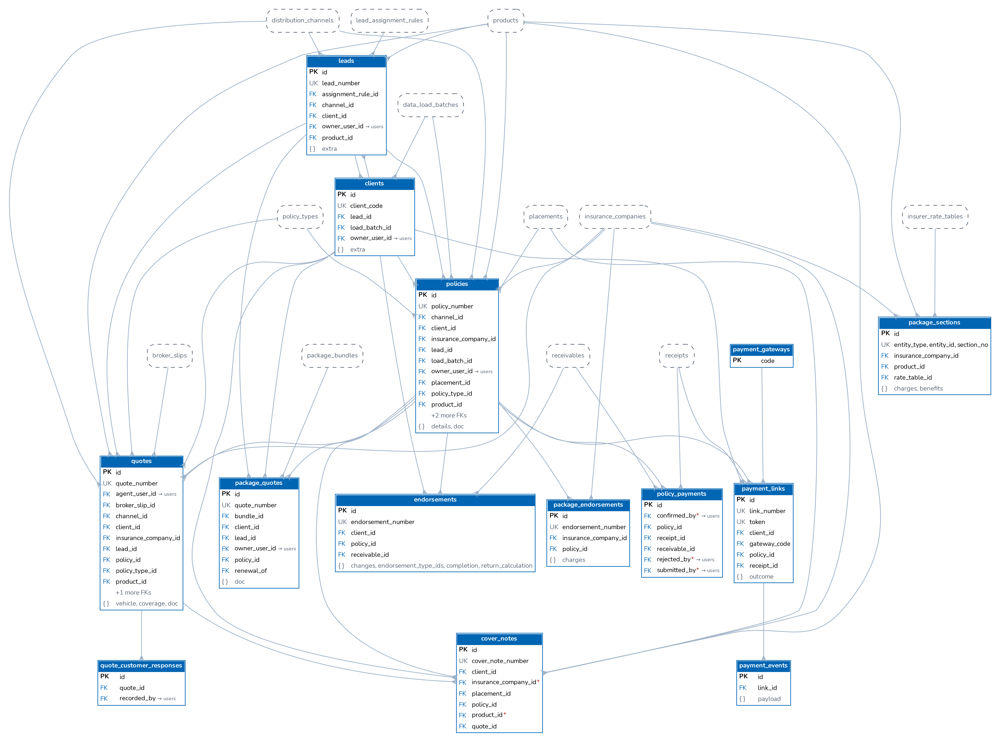 distribution_channels
lead_assignment_rules
products
leads
PK id
UK lead_number
FK assignment_rule_id
FK channel_id
FK client_id
FK owner_user_id → users
FK product_id
{ } extra
data_load_batches
clients
PK id
UK client_code
FK lead_id
FK load_batch_id
FK owner_user_id → users
{ } extra
policy_types
placements
insurance_companies
insurer_rate_tables
policies
PK id
UK policy_number
FK channel_id
FK client_id
FK insurance_company_id
FK lead_id
FK load_batch_id
FK owner_user_id → users
FK placement_id
FK policy_type_id
FK product_id
+2 more FKs
{ } details, doc
package_sections
PK id
UK entity_type, entity_id, section_no
FK insurance_company_id
FK product_id
FK rate_table_id
{ } charges, benefits
broker_slips
package_bundles
receivables
receipts
payment_gateways
PK code
quotes
PK id
UK quote_number
FK agent_user_id → users
FK broker_slip_id
FK channel_id
FK client_id
FK insurance_company_id
FK lead_id
FK policy_id
FK policy_type_id
FK product_id
+1 more FKs
{ } vehicle, coverage, doc
package_quotes
PK id
UK quote_number
FK bundle_id
FK client_id
FK lead_id
FK owner_user_id → users
FK policy_id
FK renewal_of
{ } doc
endorsements
PK id
UK endorsement_number
FK client_id
FK policy_id
FK receivable_id
{ } changes, endorsement_type_ids, completion, return_calculation
package_endorsements
PK id
UK endorsement_number
FK insurance_company_id
FK policy_id
{ } charges
policy_payments
PK id
FK confirmed_by* → users
FK policy_id
FK receipt_id
FK receivable_id
FK rejected_by* → users
FK submitted_by* → users
payment_links
PK id
UK link_number
UK token
FK client_id
FK gateway_code
FK policy_id
FK receipt_id
{ } outcome
quote_customer_responses
PK id
FK quote_id
FK recorded_by → users
cover_notes
PK id
UK cover_note_number
FK client_id
FK insurance_company_id*
FK placement_id
FK policy_id
FK product_id*
FK quote_id
payment_events
PK id
FK link_id
{ } payload